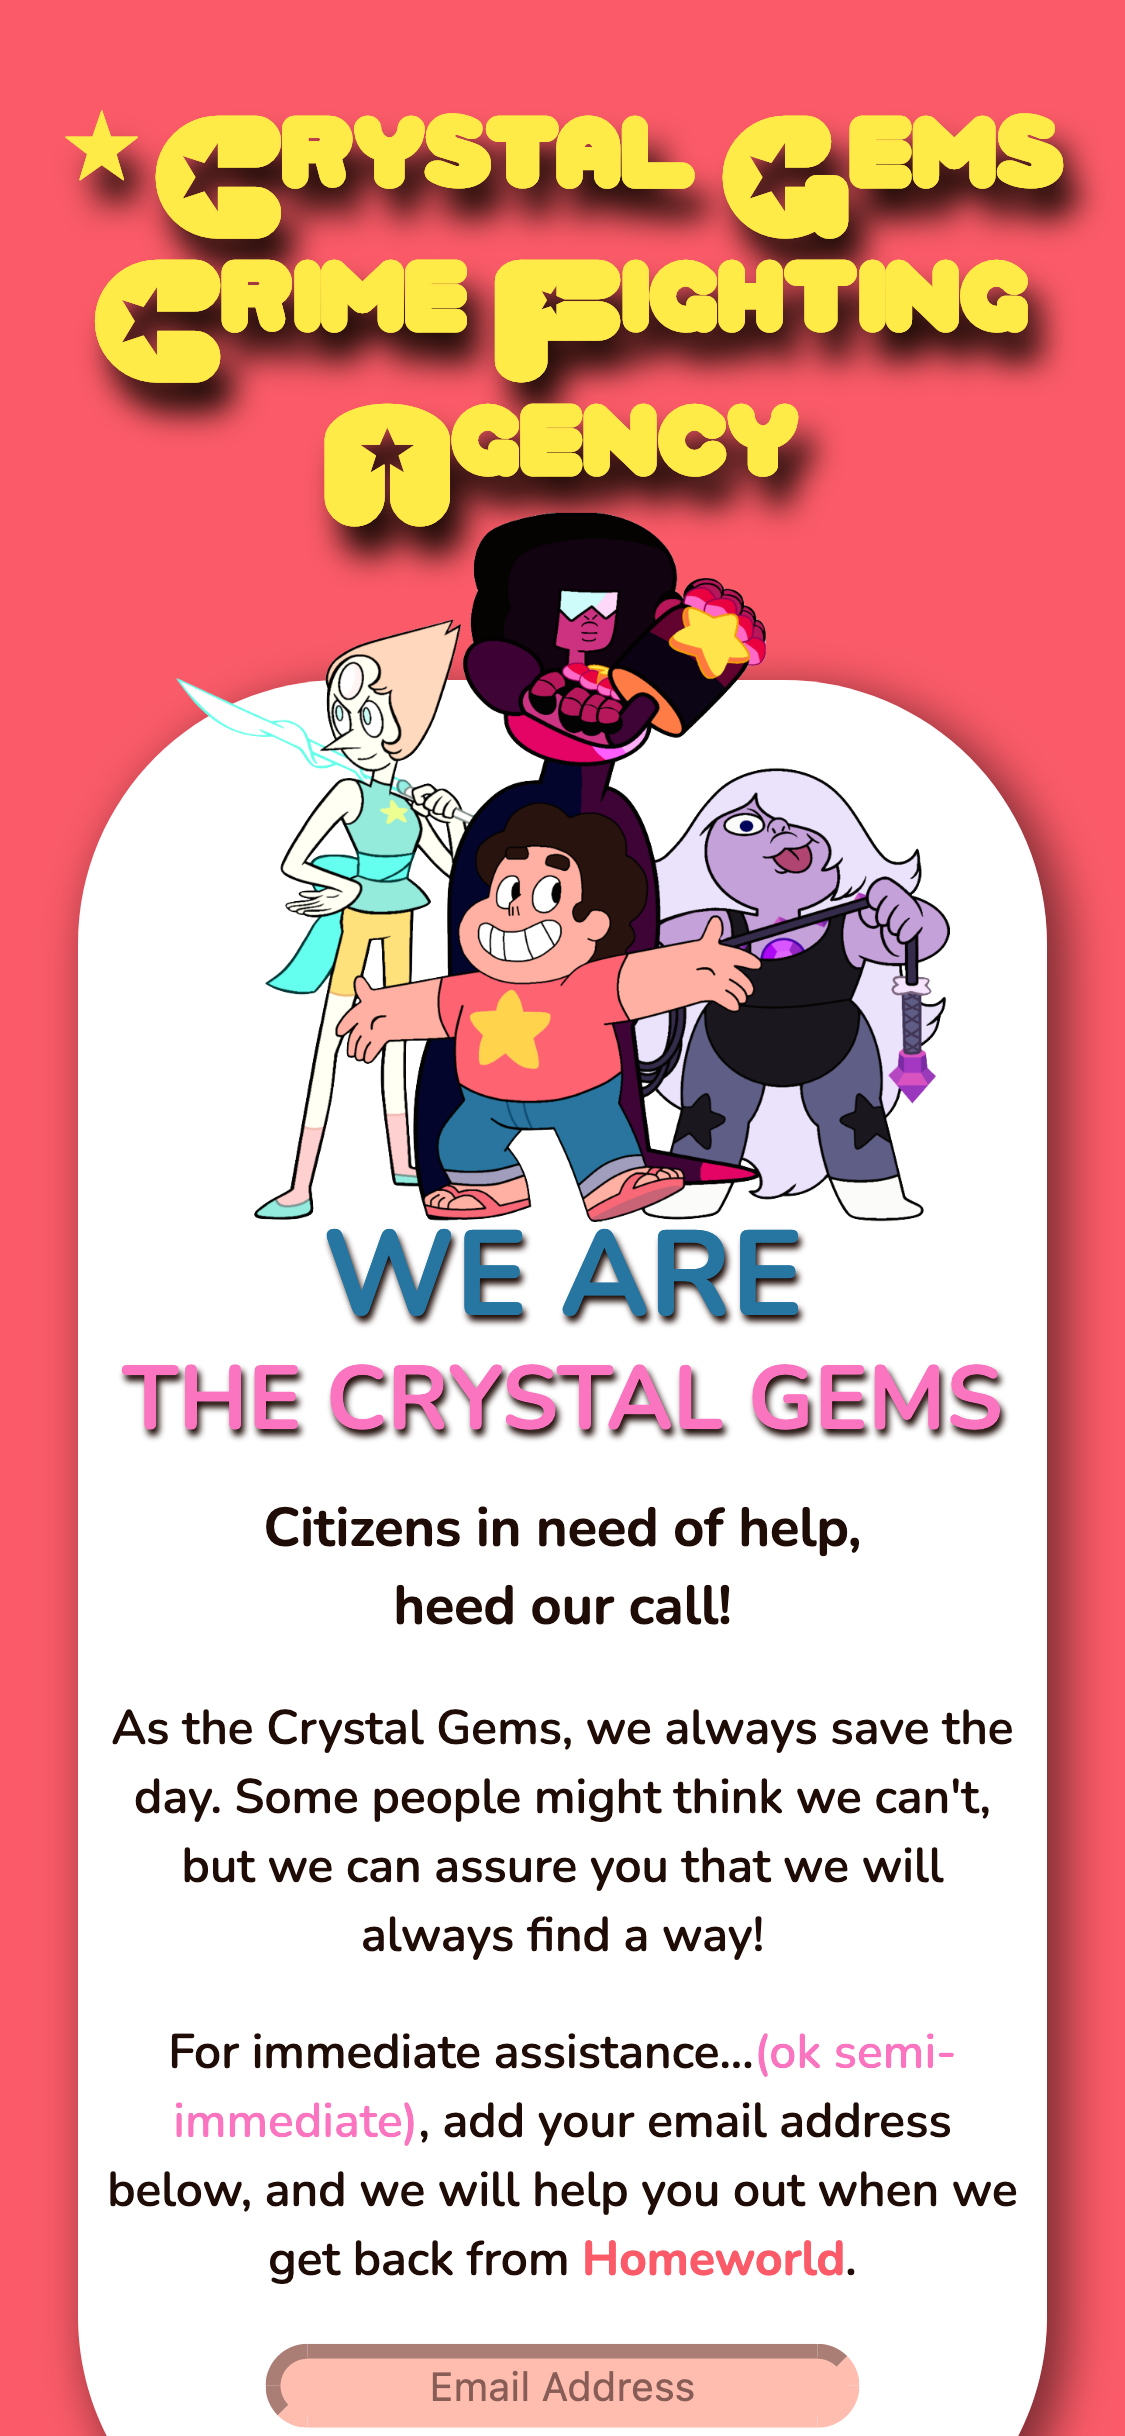 ★ Crystal Gems
Crime Fighting
Agency
WE ARE
THE CRYSTAL GEMS
Citizens in need of help,
heed our call!
As the Crystal Gems, we always save the
day. Some people might think we can't,
but we can assure you that we will
always find a way!
For immediate assistance...(ok semi-
immediate), add your email address
below, and we will help you out when we
get back from Homeworld.
Email Address